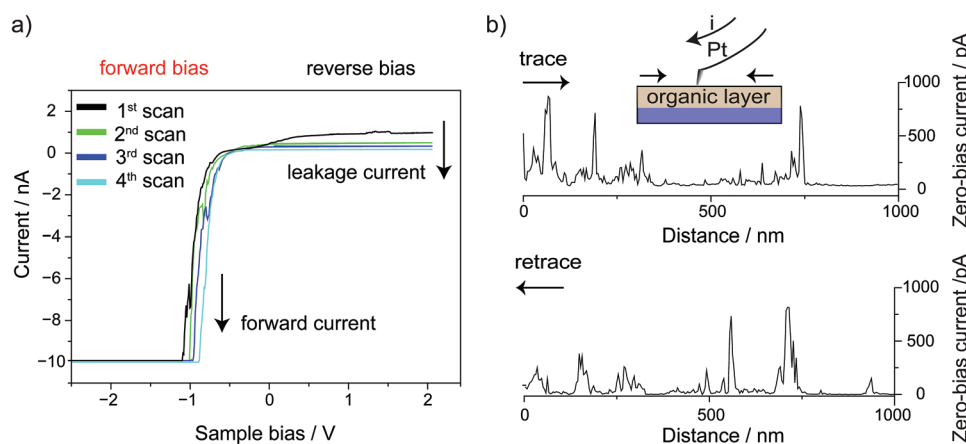 a)
forward bias
reverse bias
2
0
−2
−4
−6
−8
−10
Current / nA
1st scan
2nd scan
3rd scan
4th scan
leakage current
forward current
−2
−1
0
1
2
Sample bias / V
b)
trace
i
Pt
organic layer
1000
500
0
Zero-bias current / pA
0
500
1000
Distance / nm
retrace
1000
500
0
Zero-bias current /pA
0
500
1000
Distance / nm